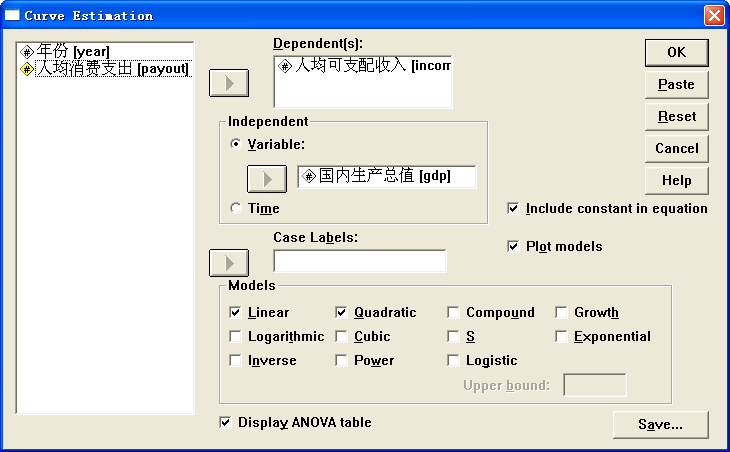 Curve Estimation
年份 [year]
人均消费支出 [payout]
Dependent(s):
人均可支配收入 [incom
Independent
Variable:
国内生产总值 [gdp]
Time
Case Labels:
OK
Paste
Reset
Cancel
Help
Include constant in equation
Plot models
Models
Linear Quadratic Compound Growth
Logarithmic Cubic S Exponential
Inverse Power Logistic
Upper bound:
Display ANOVA table
Save...